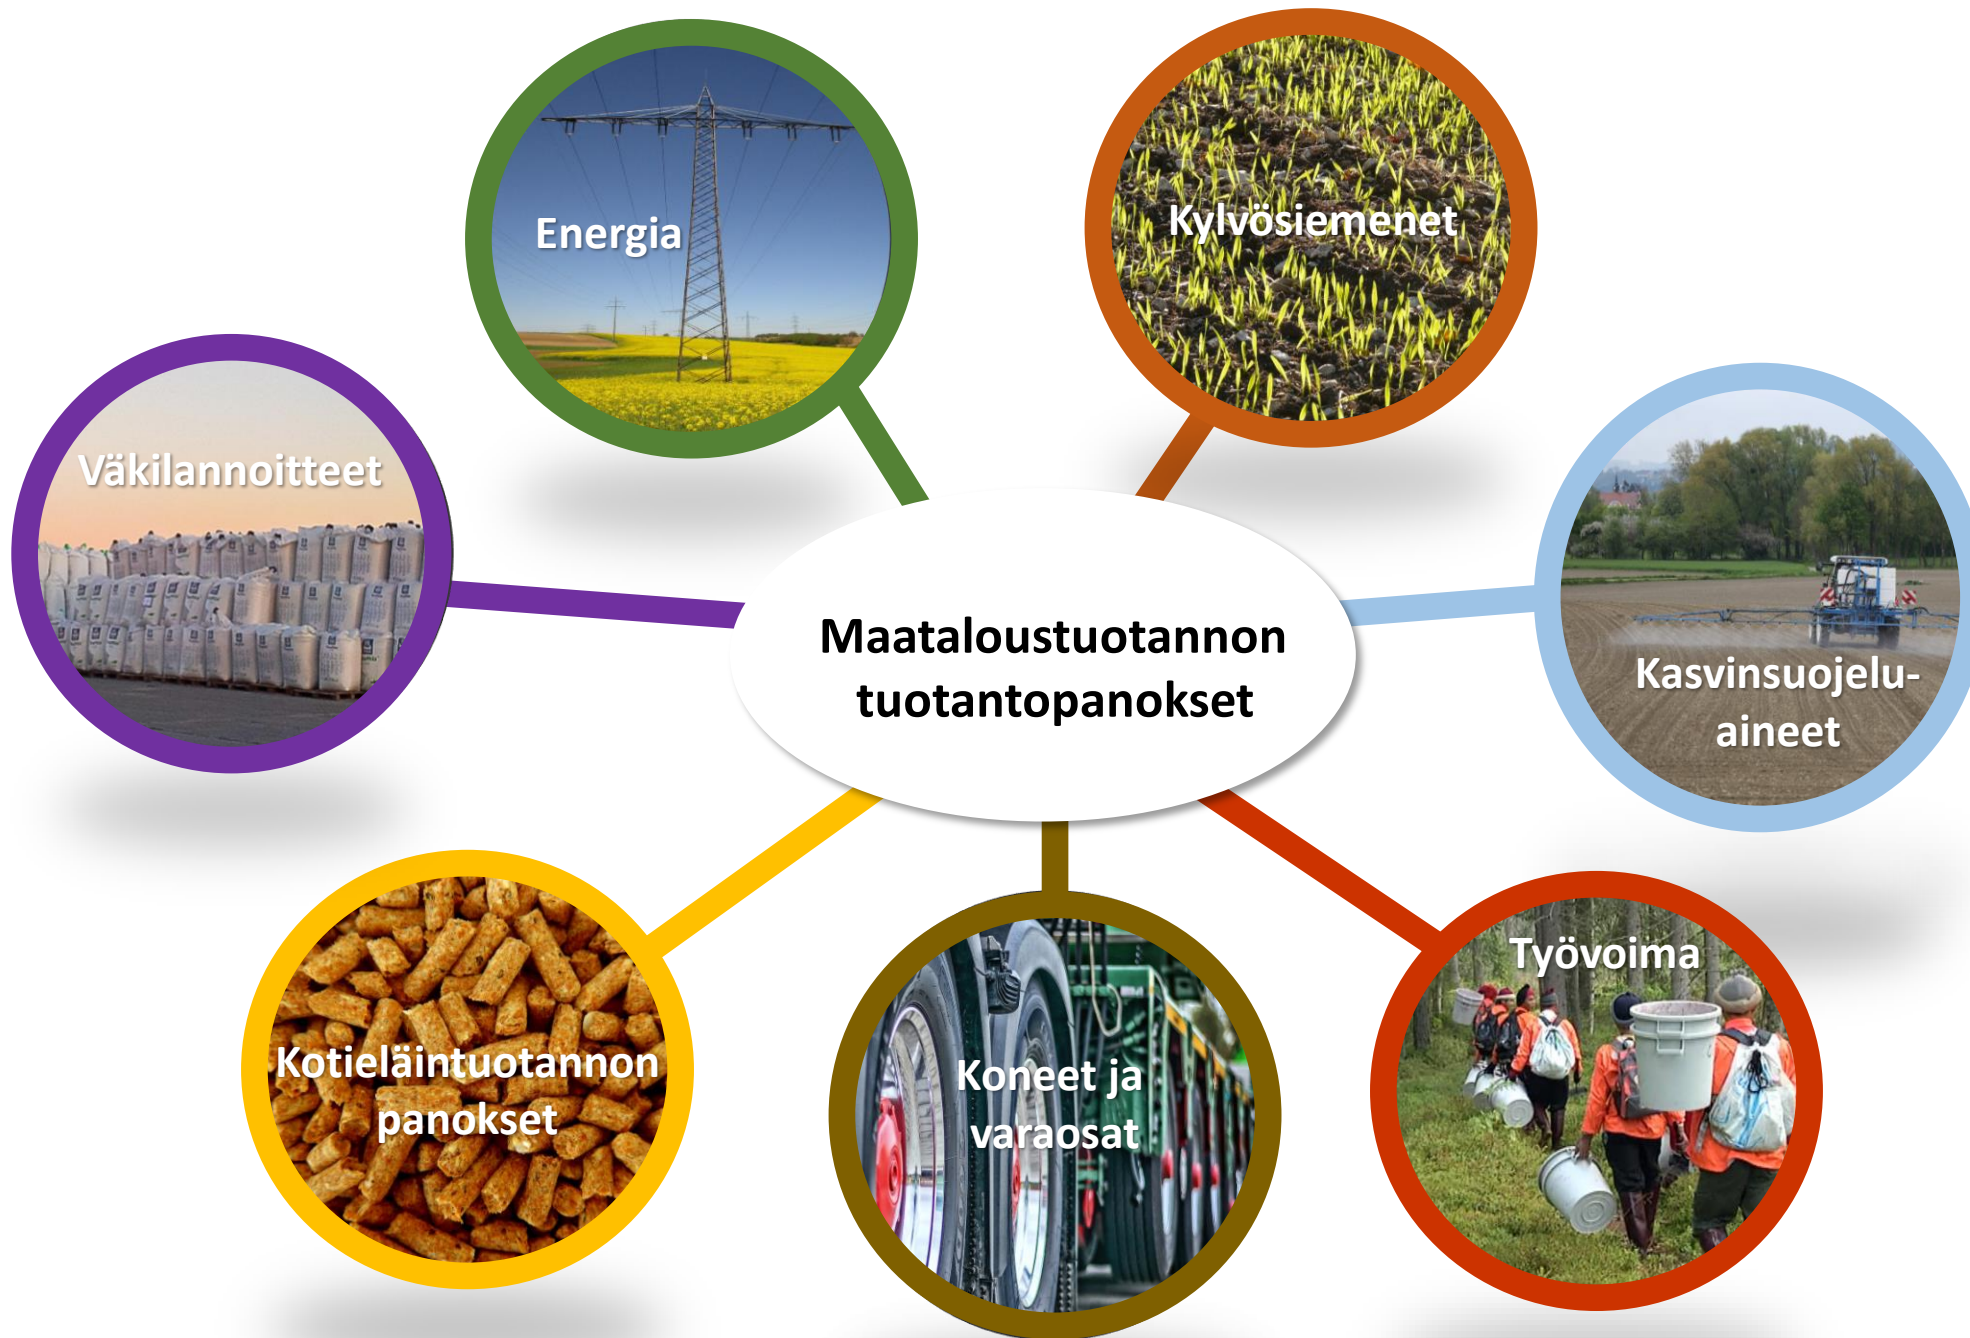 Energia
Kylvösiemenet
Väkilannoitteet
Maataloustuotannon
tuotantopanokset
Kasvinsuojelu-
aineet
Työvoima
Kotieläintuotannon
panokset
Koneet ja
varaosat